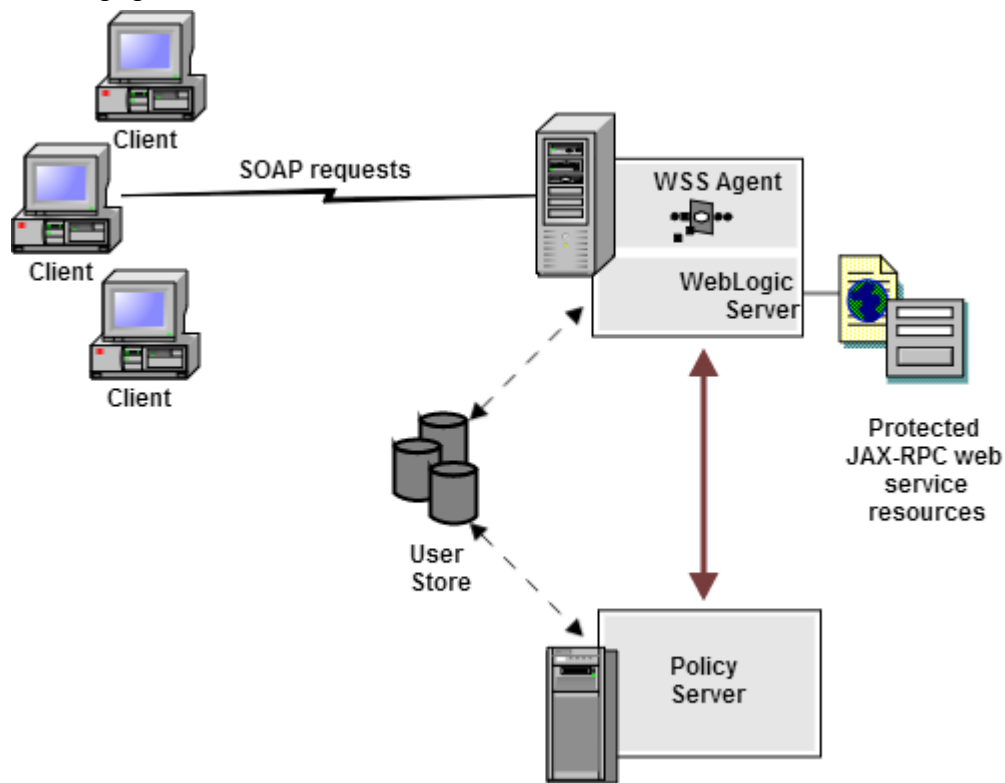 Client
SOAP requests
WSS Agent
Client
WebLogic
Server
Client
Protected
JAX-RPC web
service
resources
User
Store
Policy
Server